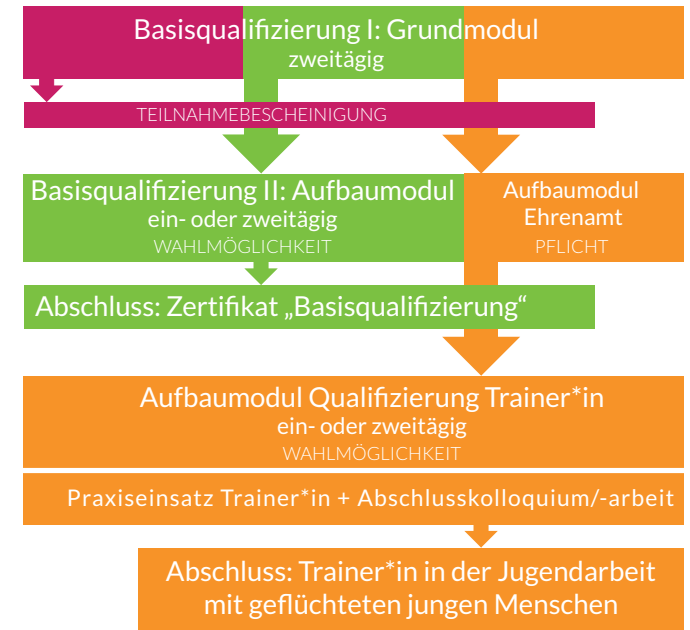 Basisqualifizierung I: Grundmodul
zweitägig
TEILNAHMEBESCHEINIGUNG
Basisqualifizierung II: Aufbaumodul
ein- oder zweitägig
WAHLMÖGLICHKEIT
Aufbaumodul
Ehrenamt
PFLICHT
Abschluss: Zertifikat „Basisqualifizierung“
Aufbaumodul Qualifizierung Trainer*in
ein- oder zweitägig
WAHLMÖGLICHKEIT
Praxiseinsatz Trainer*in + Abschlusskolloquium/-arbeit
Abschluss: Trainer*in in der Jugendarbeit
mit geflüchteten jungen Menschen